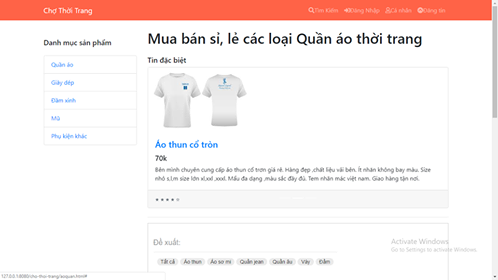 Chợ Thời Trang
Tìm Kiếm Đăng Nhập Cá nhân Đăng tin
Danh mục sản phẩm
Quần áo
Giày dép
Đầm xinh
Mũ
Phụ kiện khác
Mua bán sỉ, lẻ các loại Quần áo thời trang
Tin đặc biệt
Áo thun cổ tròn
70k
Bên mình chuyên cung cấp áo thun cổ trơn giá rẻ. Hàng đẹp ,chất liệu vải bền. Ít nhăn không bay màu. Size
nhỏ s.l.m size lớn xl,xxl ,xxxl. Mẫu đa dạng ,màu sắc đầy đủ. Tem nhãn mác việt nam. Giao hàng tận nơi.
Đề xuất:
Tất cả Áo thun Áo sơ mi Quần jean Quần âu Váy Đầm
Activate Windows
Go to Settings to activate Windows.
127.0.0.1:8080/cho-thoi-trang/aoquan.html#